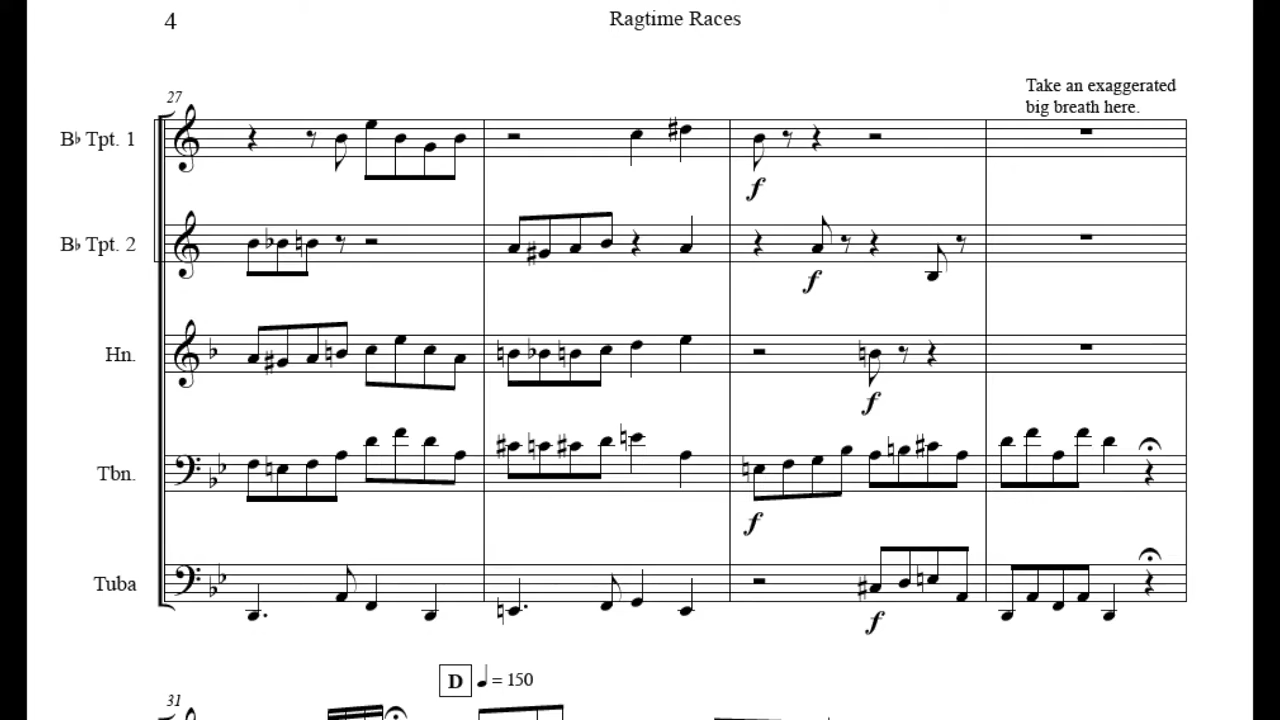 4
Ragtime Races
Take an exaggerated
big breath here.
27
B♭ Tpt. 1
f
B♭ Tpt. 2
f
Hn.
f
Tbn.
f
Tuba
f
D ♩ = 150
31